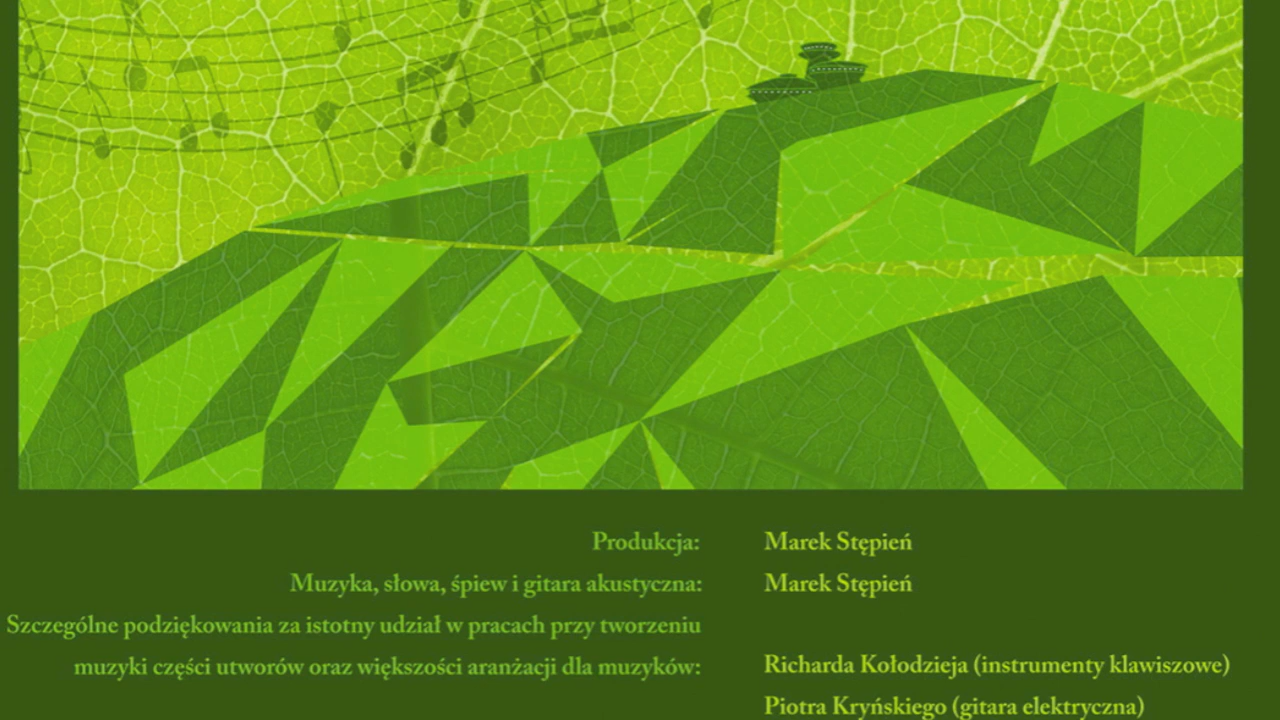 Produkcja: Marek Stępień
Muzyka, słowa, śpiew i gitara akustyczna: Marek Stępień
Szczególne podziękowania za istotny udział w pracach przy tworzeniu
muzyki części utworów oraz większości aranżacji dla muzyków: Richarda Kołodzieja (instrumenty klawiszowe)
Piotra Kryńskiego (gitara elektryczna)